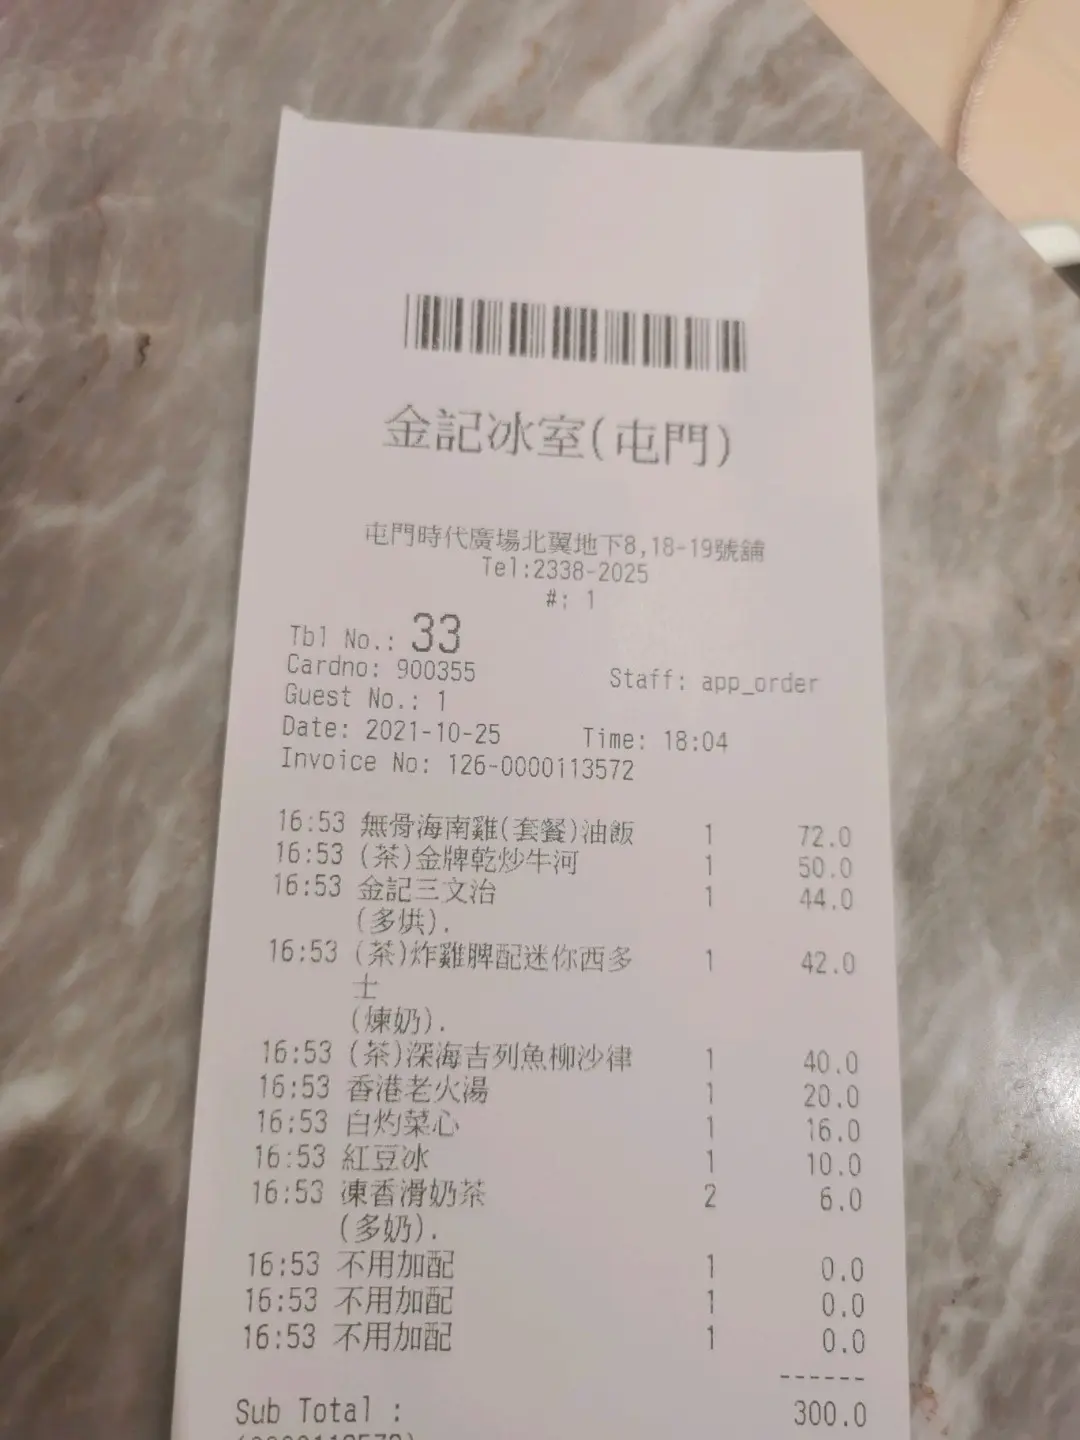 金記冰室(屯門)
屯門時代廣場北翼地下8,18-19號舖
Tel:2338-2025
#: 1
Tbl No.: 33
Cardno: 900355 Staff: app_order
Guest No.: 1
Date: 2021-10-25 Time: 18:04
Invoice No: 126-0000113572
16:53 無骨海南雞(套餐)油飯 1 72.0
16:53 (茶)金牌乾炒牛河 1 50.0
16:53 金記三文治 1 44.0
(多烘).
16:53 (茶)炸雞脾配迷你西多 1 42.0
士
(煉奶).
16:53 (茶)深海吉列魚柳沙律 1 40.0
16:53 香港老火湯 1 20.0
16:53 白灼菜心 1 16.0
16:53 紅豆冰 1 10.0
16:53 凍香滑奶茶 2 6.0
(多奶).
16:53 不用加配 1 0.0
16:53 不用加配 1 0.0
16:53 不用加配 1 0.0
------
Sub Total : 300.0